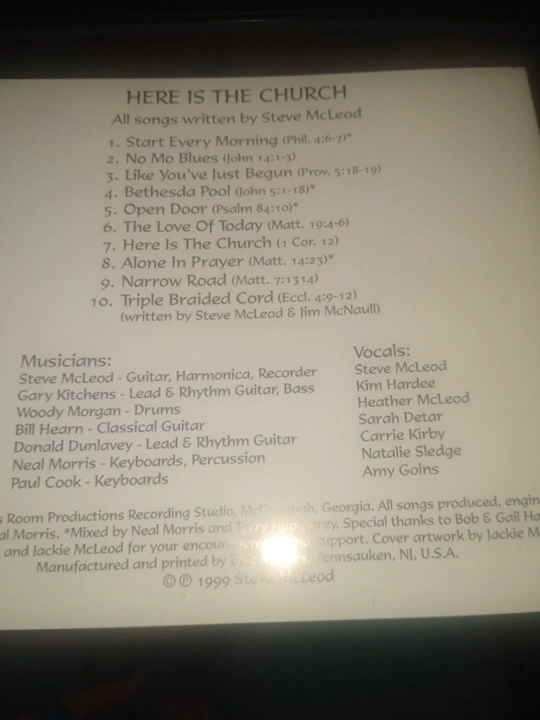 HERE IS THE CHURCH
All songs written by Steve McLeod
1. Start Every Morning (Phil. 4:6-7)*
2. No Mo Blues (John 14:1-3)
3. Like You've Just Begun (Prov. 5:18-19)
4. Bethesda Pool (John 5:1-18)*
5. Open Door (Psalm 84:10)*
6. The Love Of Today (Matt. 19:4-6)
7. Here Is The Church (1 Cor. 12)
8. Alone In Prayer (Matt. 14:23)*
9. Narrow Road (Matt. 7:1314)
10. Triple Braided Cord (Eccl. 4:9-12)
(written by Steve McLeod & Jim McNaull)
Musicians:
Steve McLeod - Guitar, Harmonica, Recorder
Gary Kitchens - Lead & Rhythm Guitar, Bass
Woody Morgan - Drums
Bill Hearn - Classical Guitar
Donald Dunlavey - Lead & Rhythm Guitar
Neal Morris - Keyboards, Percussion
Paul Cook - Keyboards
Vocals:
Steve McLeod
Kim Hardee
Heather McLeod
Sarah Detar
Carrie Kirby
Natalie Sledge
Amy Goins
s Room Productions Recording Studio, McDonough, Georgia. All songs produced, engin
al Morris. *Mixed by Neal Morris and Special thanks to Bob & Gail Ha
and Jackie McLeod for your encouragement and support. Cover artwork by Jackie M
Manufactured and printed by Pennsauken, NJ, U.S.A.
© ℗ 1999 Steve McLeod